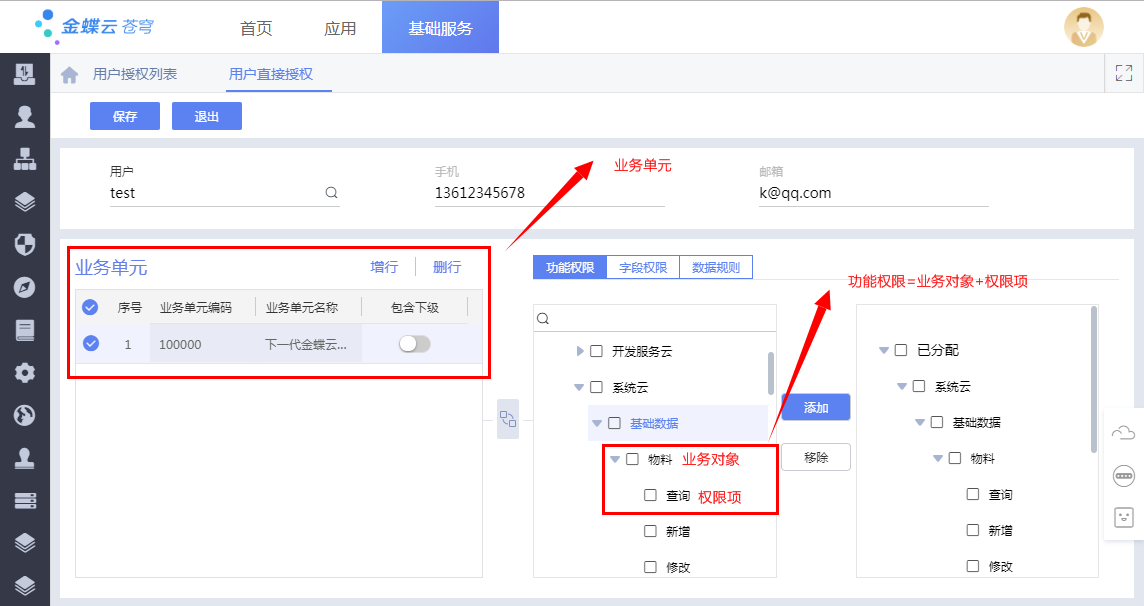 金蝶云 苍穹 首页 应用 基础服务
用户授权列表 用户直接授权
保存 退出
业务单元
用户 手机 邮箱
test 13612345678 k@qq.com
业务单元 增行 删行 功能权限 字段权限 数据规则
功能权限=业务对象+权限项
序号 业务单元编码 业务单元名称 包含下级
1 100000 下一代金蝶云...
开发服务云
系统云
基础数据
物料 业务对象
查询 权限项
新增
修改
添加
移除
已分配
系统云
基础数据
物料
查询
新增
修改